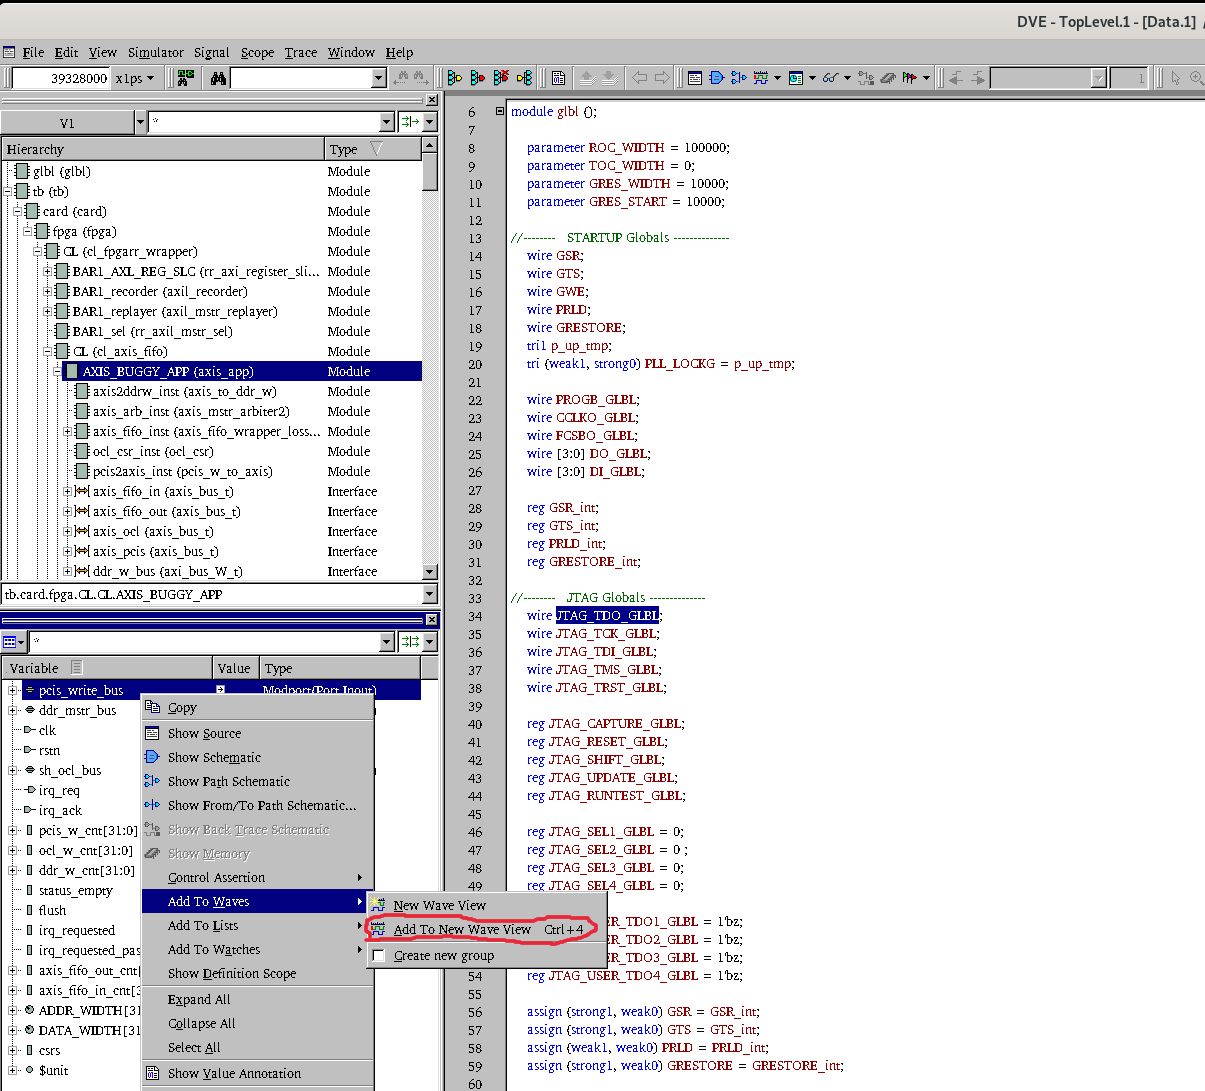 DVE - TopLevel.1 - [Data.1]
File Edit View Simulator Signal Scope Trace Window Help
39328000 x1ps
1
V1 *
Hierarchy Type
glbl (glbl) Module
tb (tb) Module
card (card) Module
fpga (fpga) Module
CL (cl_fpgarr_wrapper) Module
BAR1_AXL_REG_SLC (rr_axi_register_sli... Module
BAR1_recorder (axil_recorder) Module
BAR1_replayer (axil_mstr_replayer) Module
BAR1_sel (rr_axil_mstr_sel) Module
CL (cl_axis_fifo) Module
AXIS_BUGGY_APP (axis_app) Module
axis2ddrw_inst (axis_to_ddr_w) Module
axis_arb_inst (axis_mstr_arbiter2) Module
axis_fifo_inst (axis_fifo_wrapper_loss... Module
ocl_csr_inst (ocl_csr) Module
pcis2axis_inst (pcis_w_to_axis) Module
axis_fifo_in (axis_bus_t) Interface
axis_fifo_out (axis_bus_t) Interface
axis_ocl (axis_bus_t) Interface
axis_pcis (axis_bus_t) Interface
ddr_w_bus (axi_bus_W_t) Interface
tb.card.fpga.CL.CL.AXIS_BUGGY_APP
*
Variable Value Type
pcis_write_bus Modport(Port Inout)
ddr_mstr_bus
clk
rstn
sh_ocl_bus
irq_req
irq_ack
pcis_w_cnt[31:0]
ocl_w_cnt[31:0]
ddr_w_cnt[31:0]
status_empty
flush
irq_requested
irq_requested_pas
axis_fifo_out_cnt[
axis_fifo_in_cnt[3
ADDR_WIDTH[31
DATA_WIDTH[31
csrs
$unit
Copy
Show Source
Show Schematic
Show Path Schematic
Show From/To Path Schematic...
Show Back Trace Schematic
Show Memory
Control Assertion
Add To Waves
Add To Lists
Add To Watches
Show Definition Scope
Expand All
Collapse All
Select All
Show Value Annotation
New Wave View
Add To New Wave View Ctrl+4
Create new group
6 module glbl ();
7
8 parameter ROC_WIDTH = 100000;
9 parameter TOC_WIDTH = 0;
10 parameter GRES_WIDTH = 10000;
11 parameter GRES_START = 10000;
12
13 //-------- STARTUP Globals --------------
14 wire GSR;
15 wire GTS;
16 wire GWE;
17 wire PRLD;
18 wire GRESTORE;
19 tri1 p_up_tmp;
20 tri (weak1, strong0) PLL_LOCKG = p_up_tmp;
21
22 wire PROGB_GLBL;
23 wire CCLKO_GLBL;
24 wire FCSBO_GLBL;
25 wire [3:0] DO_GLBL;
26 wire [3:0] DI_GLBL;
27
28 reg GSR_int;
29 reg GTS_int;
30 reg PRLD_int;
31 reg GRESTORE_int;
32
33 //-------- JTAG Globals --------------
34 wire JTAG_TDO_GLBL;
35 wire JTAG_TCK_GLBL;
36 wire JTAG_TDI_GLBL;
37 wire JTAG_TMS_GLBL;
38 wire JTAG_TRST_GLBL;
39
40 reg JTAG_CAPTURE_GLBL;
41 reg JTAG_RESET_GLBL;
42 reg JTAG_SHIFT_GLBL;
43 reg JTAG_UPDATE_GLBL;
44 reg JTAG_RUNTEST_GLBL;
45
46 reg JTAG_SEL1_GLBL = 0;
47 reg JTAG_SEL2_GLBL = 0 ;
48 reg JTAG_SEL3_GLBL = 0;
49 reg JTAG_SEL4_GLBL = 0;
ER_TDO1_GLBL = 1'bz;
ER_TDO2_GLBL = 1'bz;
ER_TDO3_GLBL = 1'bz;
54 reg JTAG_USER_TDO4_GLBL = 1'bz;
55
56 assign (strong1, weak0) GSR = GSR_int;
57 assign (strong1, weak0) GTS = GTS_int;
58 assign (weak1, weak0) PRLD = PRLD_int;
59 assign (strong1, weak0) GRESTORE = GRESTORE_int;
60